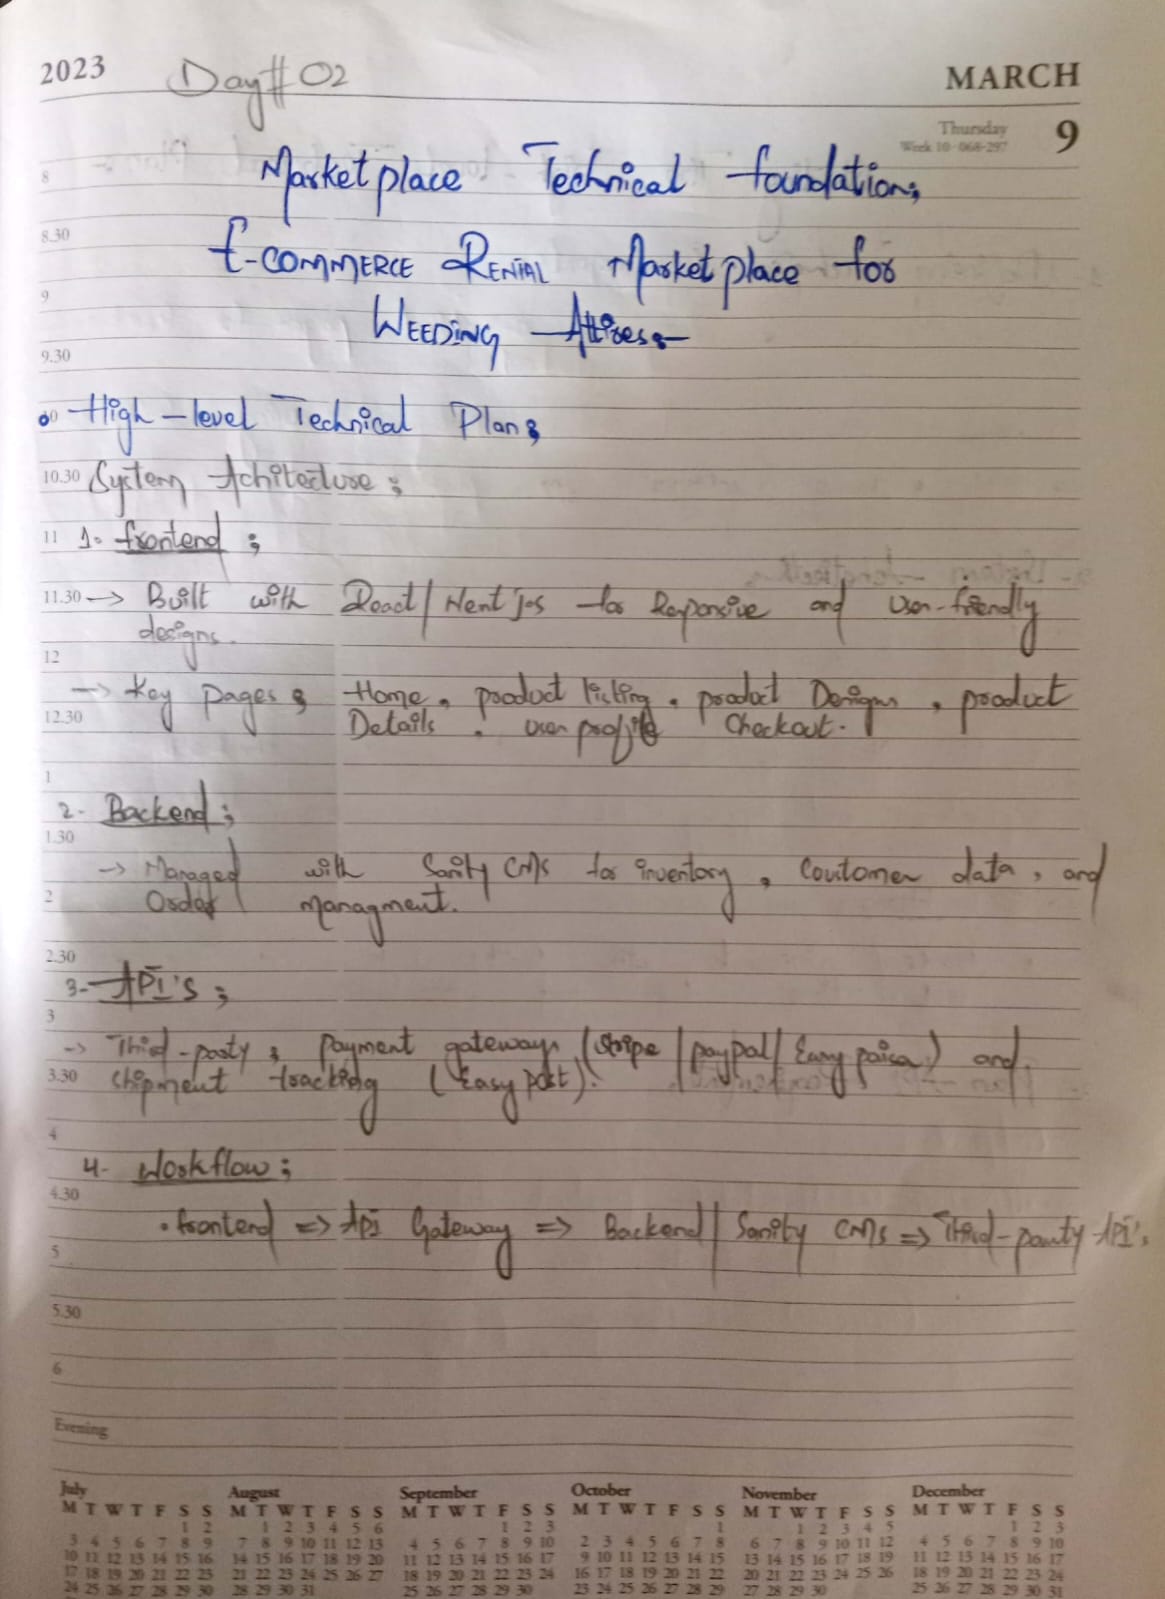 2023 Day# 02 MARCH
Thursday 9
Week 10 · 068-297
8
Marketplace Technical foundation;
8.30
E-COMMERCE RENTAL Marketplace for
9
WEEDING Attires:-
9.30
High-level Technical Plan;
10.30 System Achitecture;
11 1. frontend;
11.30 → Built with React/Next js for Responsive and user-friendly
designs.
12
→ Key pages; Home, product listing, product Designs, product
12.30 Details, user profile Checkout.
1
2- Backend;
1.30
→ Managed with Sanity CMS for inventory, Coutomer data, and
2 Order managment.
2.30
3- API'S;
3
→ Third-party; Payment gateways (Stripe/paypal/Easy paisa) and
3.30 shipment tracking (Easy post).
4
4- Workflow;
4.30
• frontend => API Gateway => Backend/Sanity CMS => Third-party API's
5
5.30
6
Evening
July August September October November December
M T W T F S S M T W T F S S M T W T F S S M T W T F S S M T W T F S S M T W T F S S
1 2 1 2 3 4 5 6 1 2 3 1 1 2 3 4 5 1 2 3
3 4 5 6 7 8 9 7 8 9 10 11 12 13 4 5 6 7 8 9 10 2 3 4 5 6 7 8 6 7 8 9 10 11 12 4 5 6 7 8 9 10
10 11 12 13 14 15 16 14 15 16 17 18 19 20 11 12 13 14 15 16 17 9 10 11 12 13 14 15 13 14 15 16 17 18 19 11 12 13 14 15 16 17
17 18 19 20 21 22 23 21 22 23 24 25 26 27 18 19 20 21 22 23 24 16 17 18 19 20 21 22 20 21 22 23 24 25 26 18 19 20 21 22 23 24
24 25 26 27 28 29 30 28 29 30 31 25 26 27 28 29 30 23 24 25 26 27 28 29 27 28 29 30 25 26 27 28 29 30 31